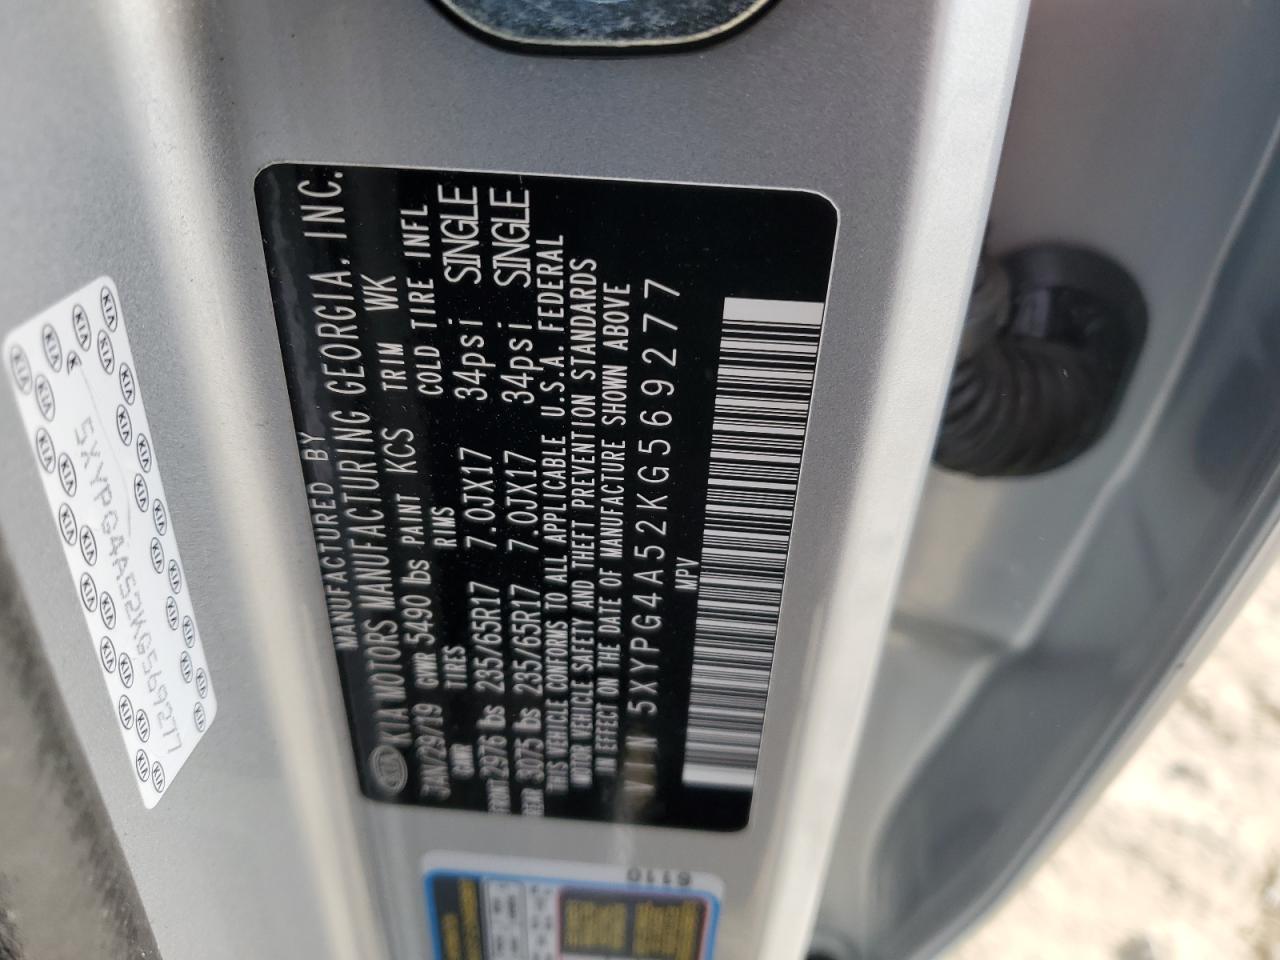 MANUFACTURED BY
KIA KIA MOTORS MANUFACTURING GEORGIA, INC.
JAN/29/19 GVWR 5490 lbs PAINT KCS TRIM WK
GAWR TIRES RIMS COLD TIRE INFL
FRONT 2976 lbs 235/65R17 7.0JX17 34psi SINGLE
REAR 3075 lbs 235/65R17 7.0JX17 34psi SINGLE
THIS VEHICLE CONFORMS TO ALL APPLICABLE U.S.A. FEDERAL
MOTOR VEHICLE SAFETY AND THEFT PREVENTION STANDARDS
IN EFFECT ON THE DATE OF MANUFACTURE SHOWN ABOVE
VIN 5XYPG4A52KG569277
MPV
5XYPG4A52KG569277
6110